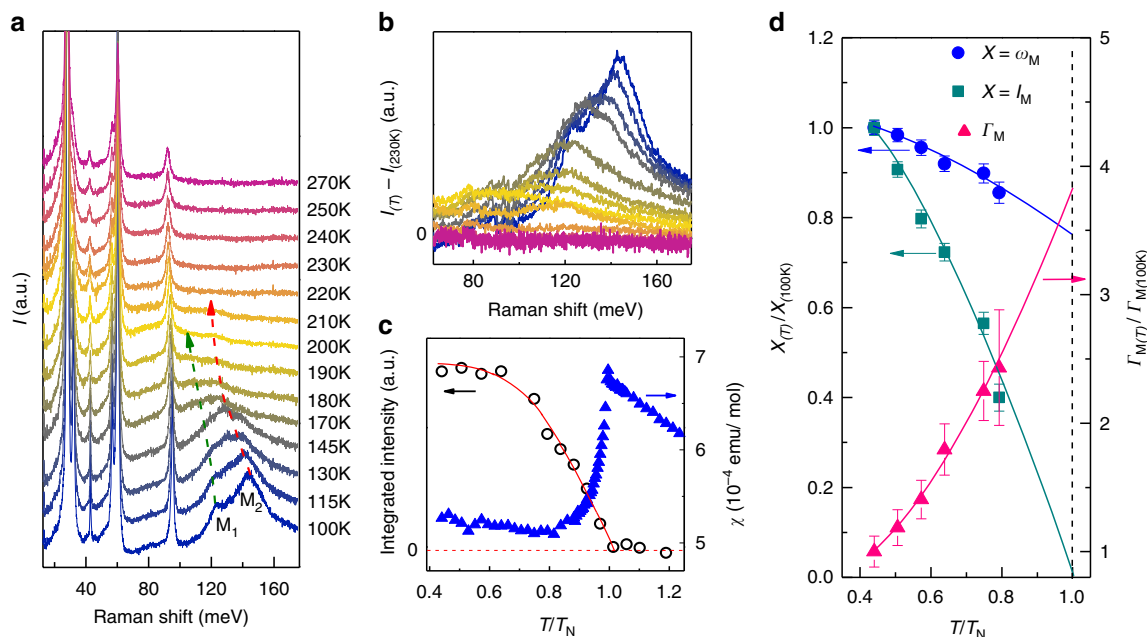 a
I (a.u.)
270K
250K
240K
230K
220K
210K
200K
190K
180K
170K
145K
130K
115K
100K
M₁
M₂
40 80 120 160
Raman shift (meV)
b
I(T) − I(230K) (a.u.)
0
80 120 160
Raman shift (meV)
c
Integrated intensity (a.u.)
0
7
6
5
χ (10⁻⁴ emu/ mol)
0.4 0.6 0.8 1.0 1.2
T/TN
d
X(T)/ X(100K)
1.2
1.0
0.8
0.6
0.4
0.2
0.0
X = ωM
X = IM
ΓM
5
4
3
2
1
ΓM(T)/ ΓM(100K)
0.4 0.6 0.8 1.0
T/TN